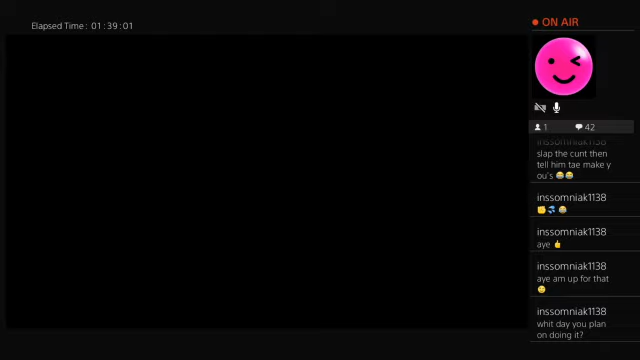 Elapsed Time : 01:39:01
ON AIR
1 42
inssomniak1138
slap the cunt then
tell him tae make y
ou's
inssomniak1138
inssomniak1138
aye
inssomniak1138
aye am up for that
inssomniak1138
whit day you plan
on doing it?